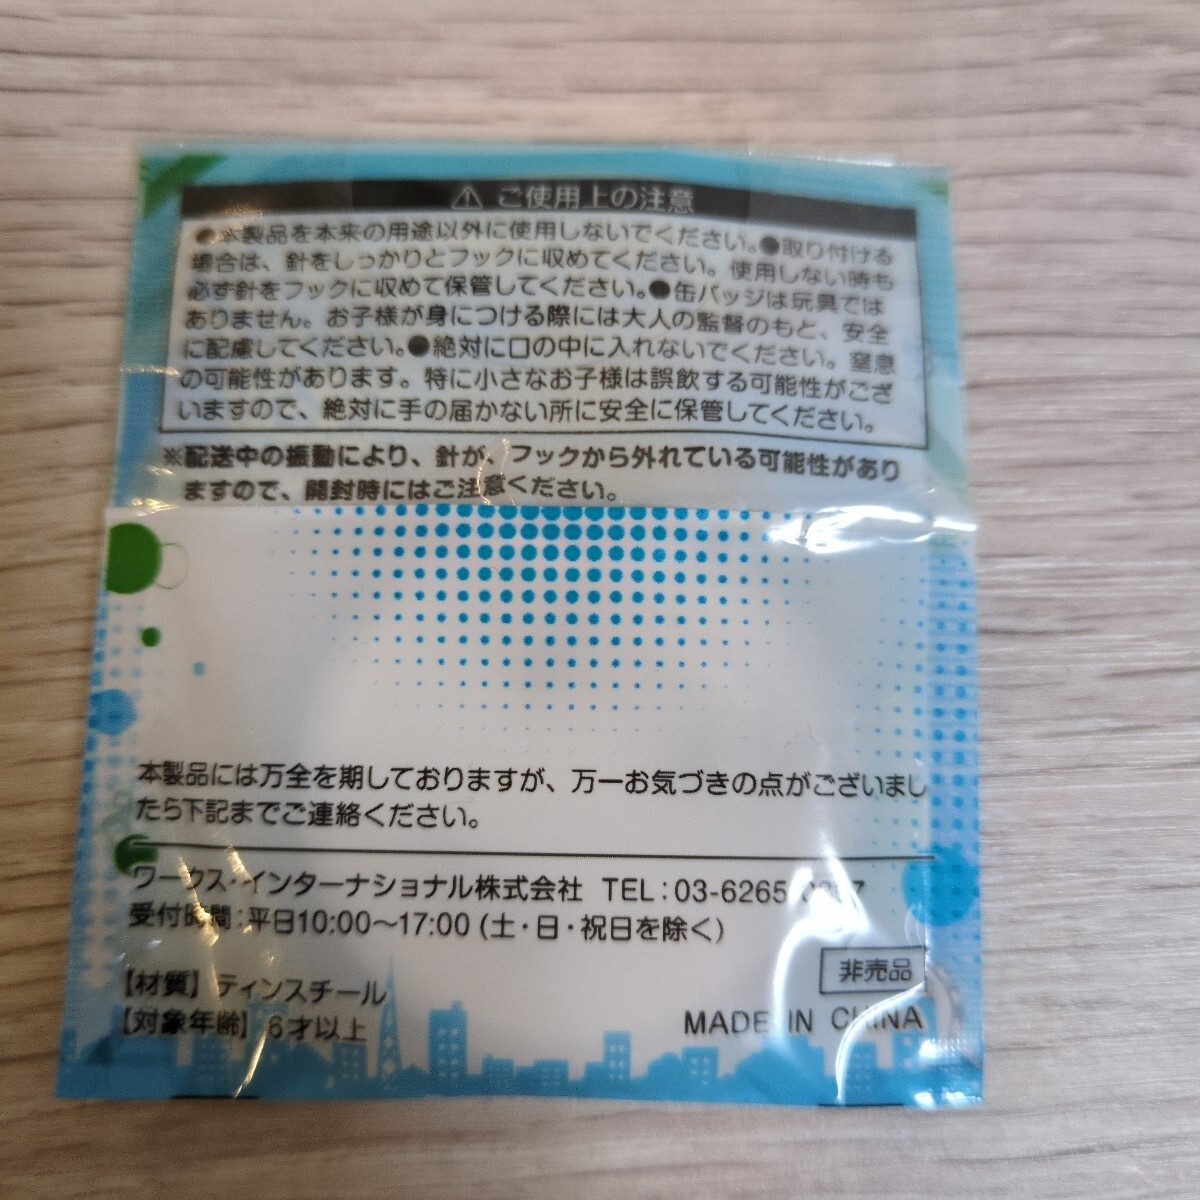 ⚠ ご使用上の注意
●本製品を本来の用途以外に使用しないでください。●取り付ける
場合は、針をしっかりとフックに収めてください。使用しない時も
必ず針をフックに収めて保管してください。●缶バッジは玩具では
ありません。お子様が身につける際には大人の監督のもと、安全
に配慮してください。●絶対に口の中に入れないでください。窒息
の可能性があります。特に小さなお子様は誤飲する可能性がござ
いますので、絶対に手の届かない所に安全に保管してください。
※配送中の振動により、針が、フックから外れている可能性があり
ますので、開封時にはご注意ください。
本製品には万全を期しておりますが、万一お気づきの点がございまし
たら下記までご連絡ください。
ワークス・インターナショナル株式会社 TEL:03-6265
受付時間:平日10:00〜17:00 (土・日・祝日を除く)
【材質】ティンスチール
非売品
【対象年齢】6才以上
MADE IN CHINA